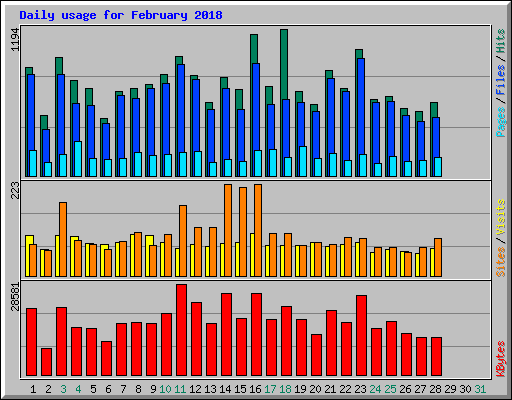 Daily usage for February 2018
1194
Pages / Files / Hits
223
Sites / Visits
28581
KBytes
1 2 3 4 5 6 7 8 9 10 11 12 13 14 15 16 17 18 19 20 21 22 23 24 25 26 27 28 29 30 31